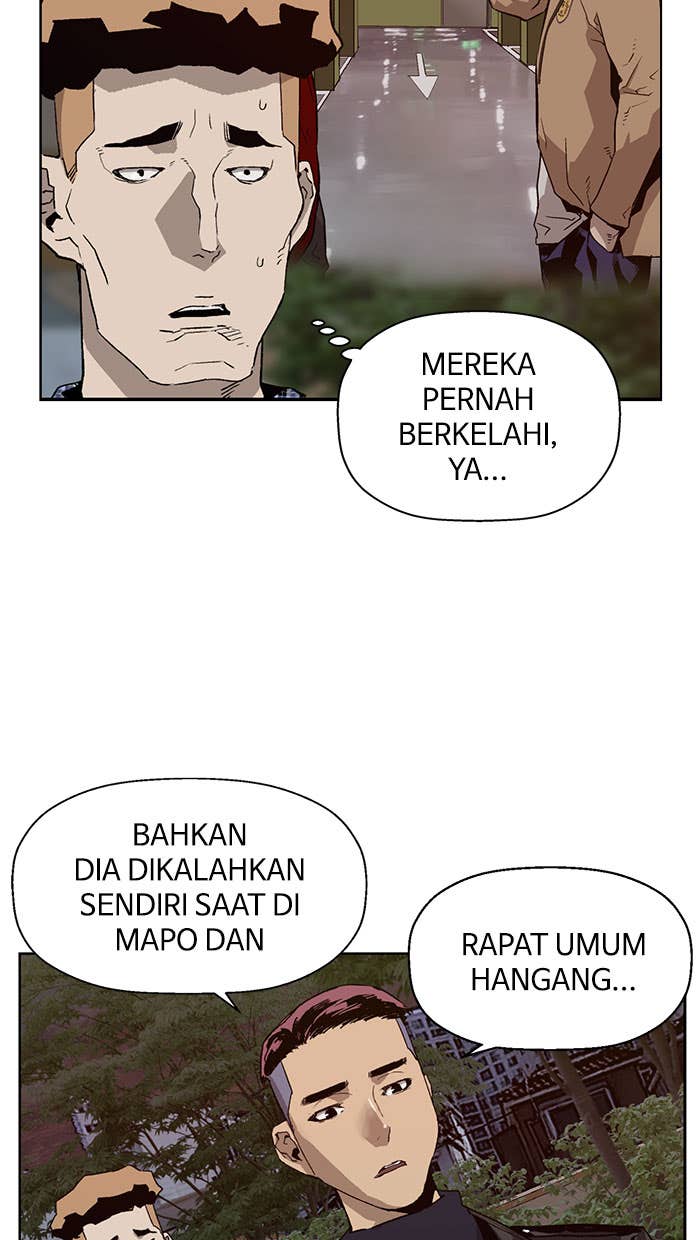 MEREKA
PERNAH
BERKELAHI,
YA...
BAHKAN
DIA DIKALAHKAN
SENDIRI SAAT DI
MAPO DAN
RAPAT UMUM
HANGANG...